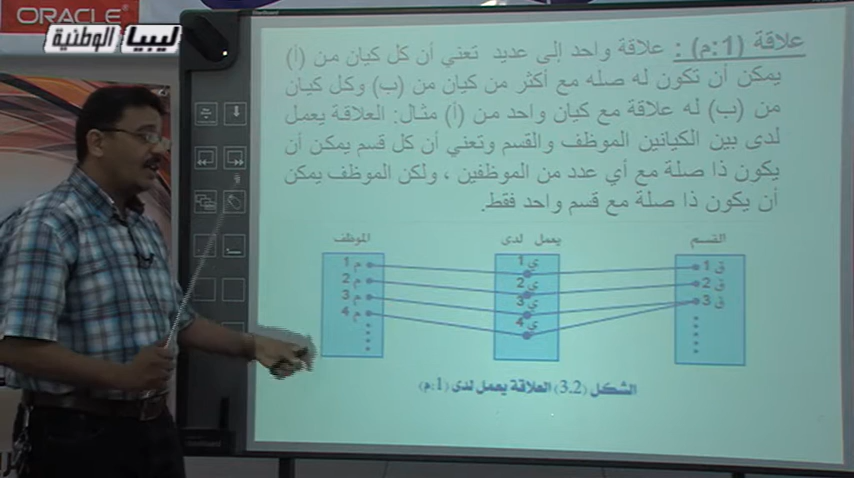 ORACLE
ليبيا الوطنية
علاقة (1:م) : علاقة واحد إلى عديد تعني أن كل كيان من (أ)
يمكن أن تكون له صله مع أكثر من كيان من (ب) وكل كيان
من (ب) له علاقة مع كيان واحد من (أ) مثال: العلاقة يعمل
لدى بين الكيانين الموظف والقسم وتعني أن كل قسم يمكن أن
يكون ذا صلة مع أي عدد من الموظفين ، ولكن الموظف يمكن
أن يكون ذا صلة مع قسم واحد فقط.
القسم يعمل لدى الموظف
ق 1 ي 1 م 1
ق 2 ي 2 م 2
ق 3 ي 3 م 3
ي 4 م 4
الشكل (3.2) العلاقة يعمل لدى (1:م)